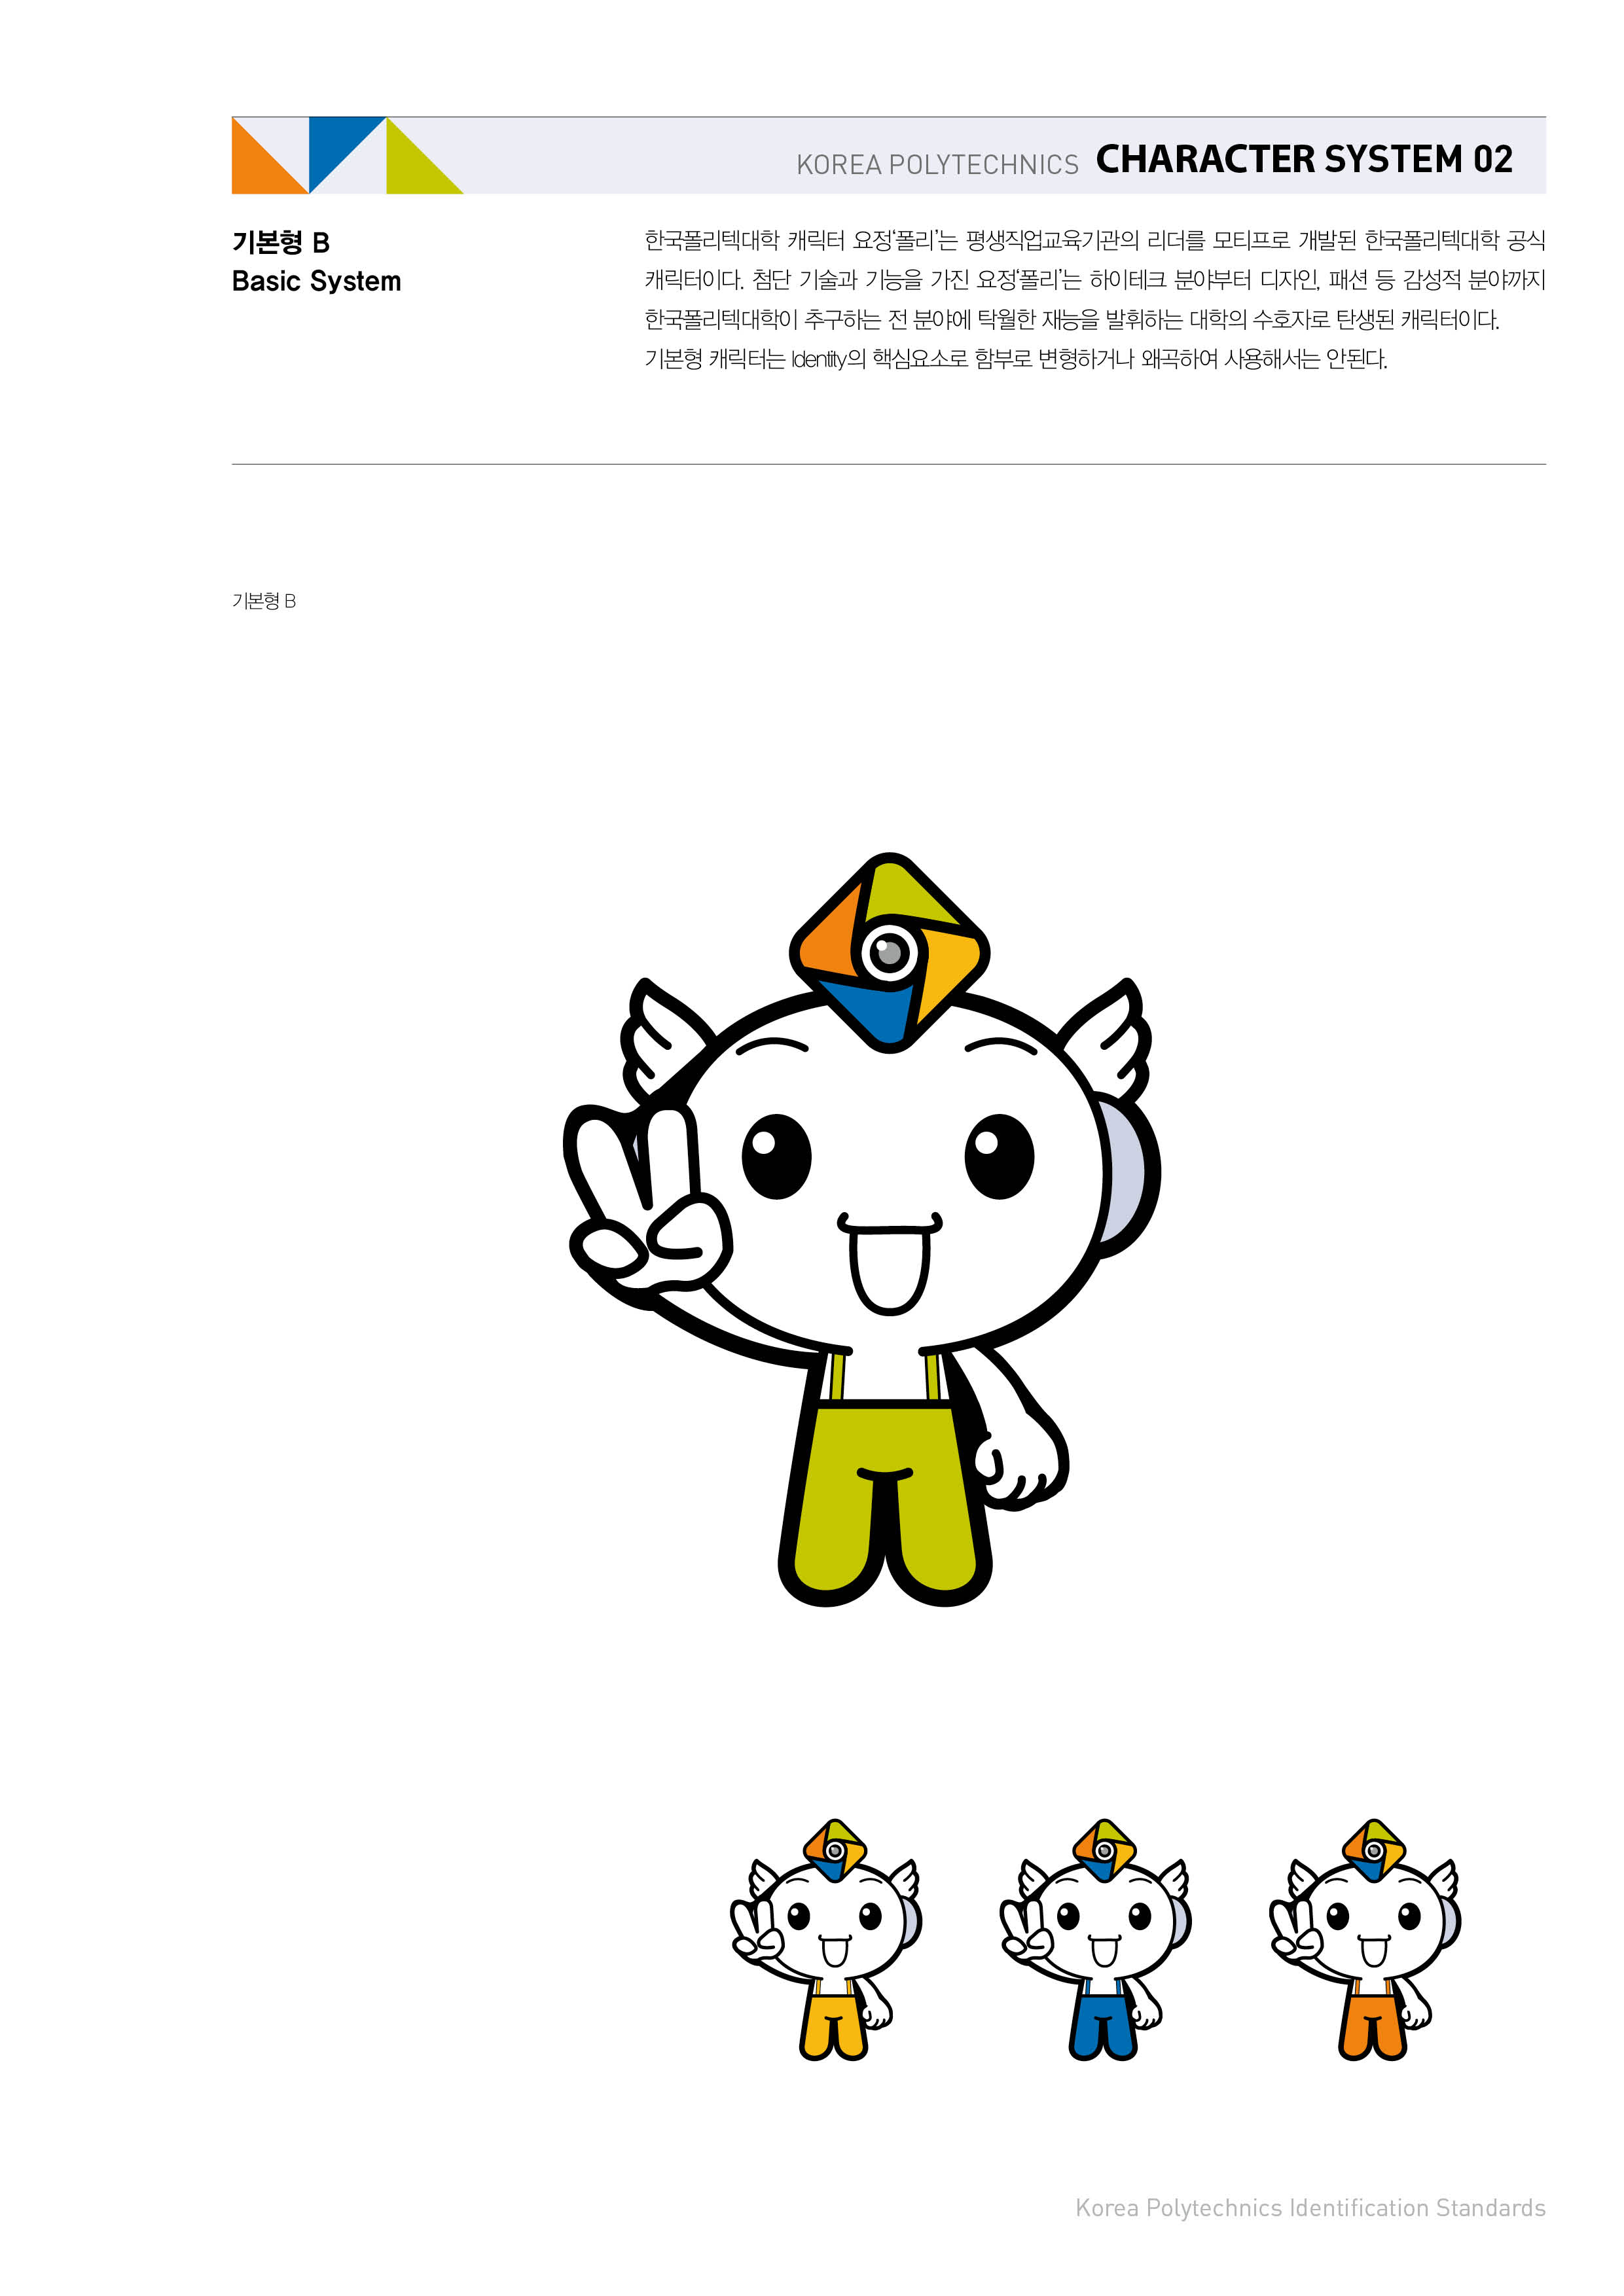 KOREA POLYTECHNICS CHARACTER SYSTEM 02
기본형 B
Basic System
한국폴리텍대학 캐릭터 요정‘폴리’는 평생직업교육기관의 리더를 모티프로 개발된 한국폴리텍대학 공식
캐릭터이다. 첨단 기술과 기능을 가진 요정‘폴리’는 하이테크 분야부터 디자인, 패션 등 감성적 분야까지
한국폴리텍대학이 추구하는 전 분야에 탁월한 재능을 발휘하는 대학의 수호자로 탄생된 캐릭터이다.
기본형 캐릭터는 Identity의 핵심요소로 함부로 변형하거나 왜곡하여 사용해서는 안된다.
기본형 B
Korea Polytechnics Identification Standards